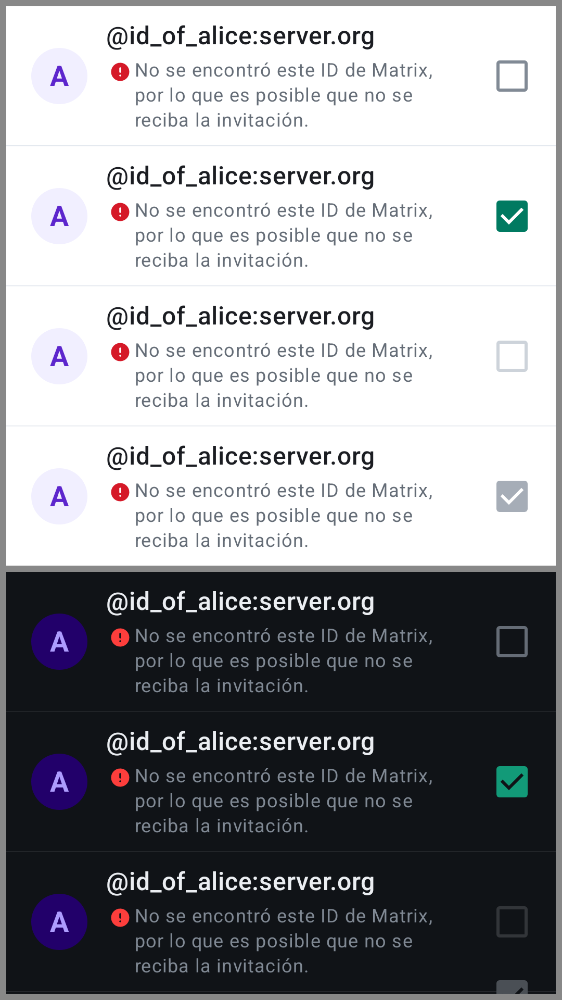 @id_of_alice:server.org
A
No se encontró este ID de Matrix,
por lo que es posible que no se
reciba la invitación.
@id_of_alice:server.org
A
No se encontró este ID de Matrix,
por lo que es posible que no se
reciba la invitación.
@id_of_alice:server.org
A
No se encontró este ID de Matrix,
por lo que es posible que no se
reciba la invitación.
@id_of_alice:server.org
A
No se encontró este ID de Matrix,
por lo que es posible que no se
reciba la invitación.
@id_of_alice:server.org
A
No se encontró este ID de Matrix,
por lo que es posible que no se
reciba la invitación.
@id_of_alice:server.org
A
No se encontró este ID de Matrix,
por lo que es posible que no se
reciba la invitación.
@id_of_alice:server.org
A
No se encontró este ID de Matrix,
por lo que es posible que no se
reciba la invitación.